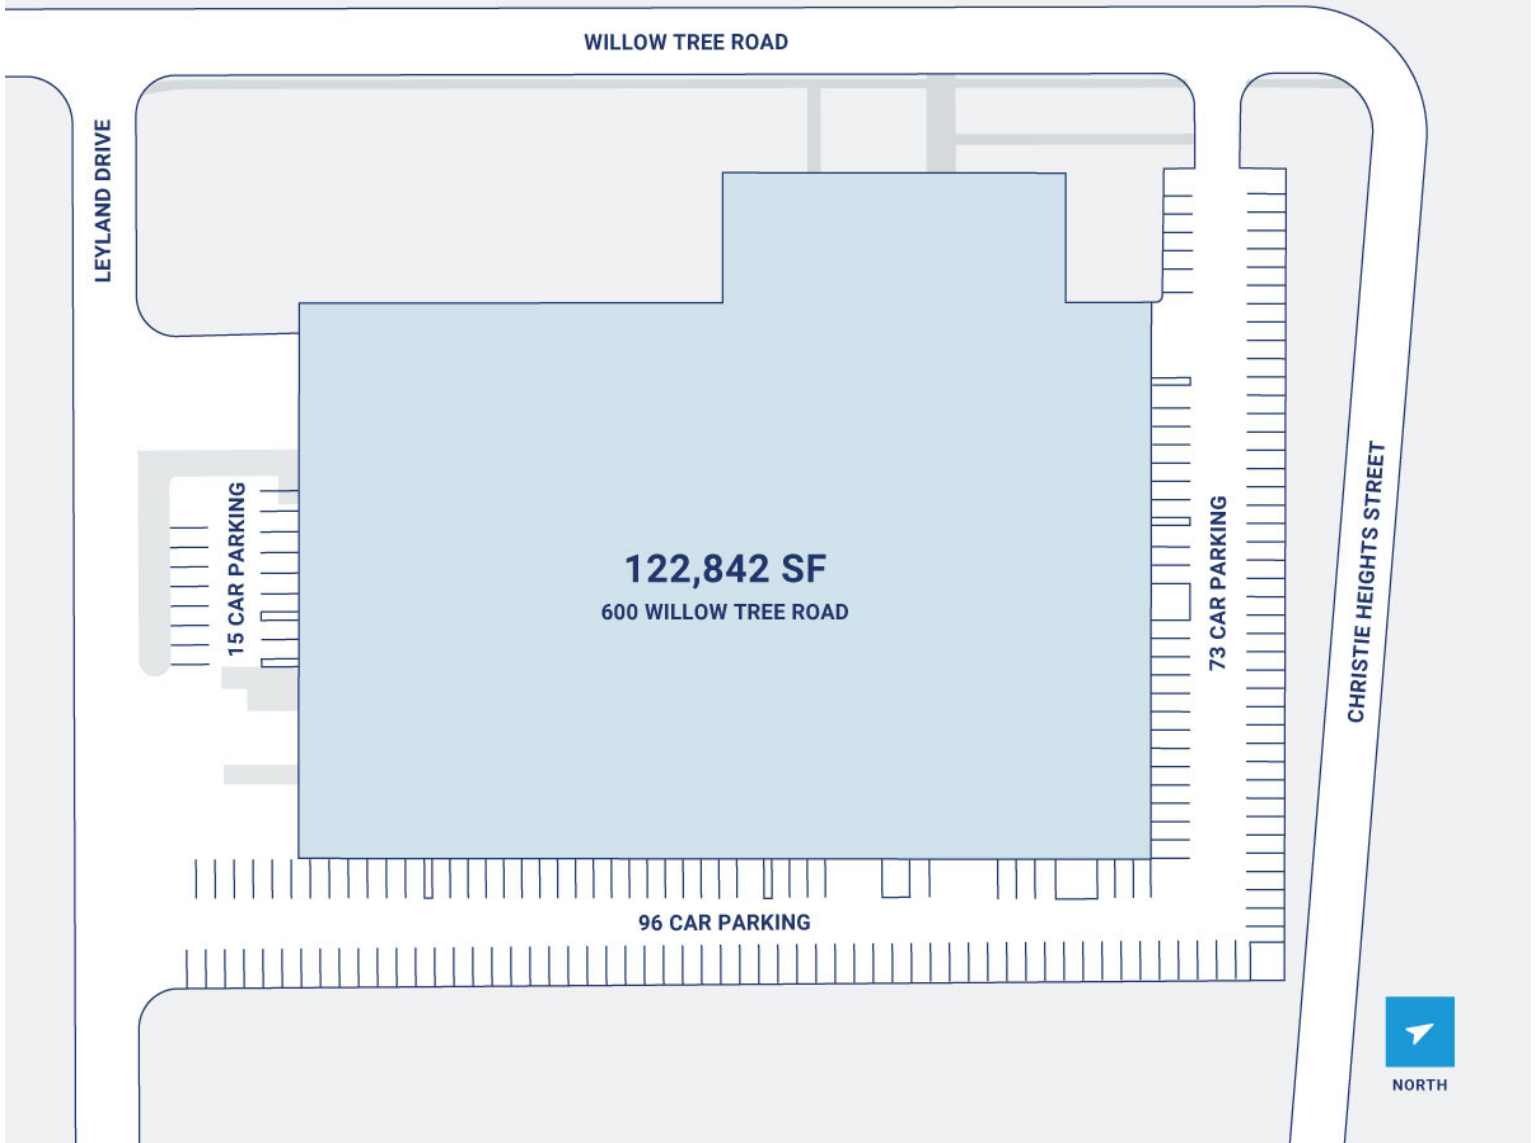 WILLOW TREE ROAD
LEYLAND DRIVE
15 CAR PARKING
122,842 SF
600 WILLOW TREE ROAD
73 CAR PARKING
CHRISTIE HEIGHTS STREET
96 CAR PARKING
NORTH